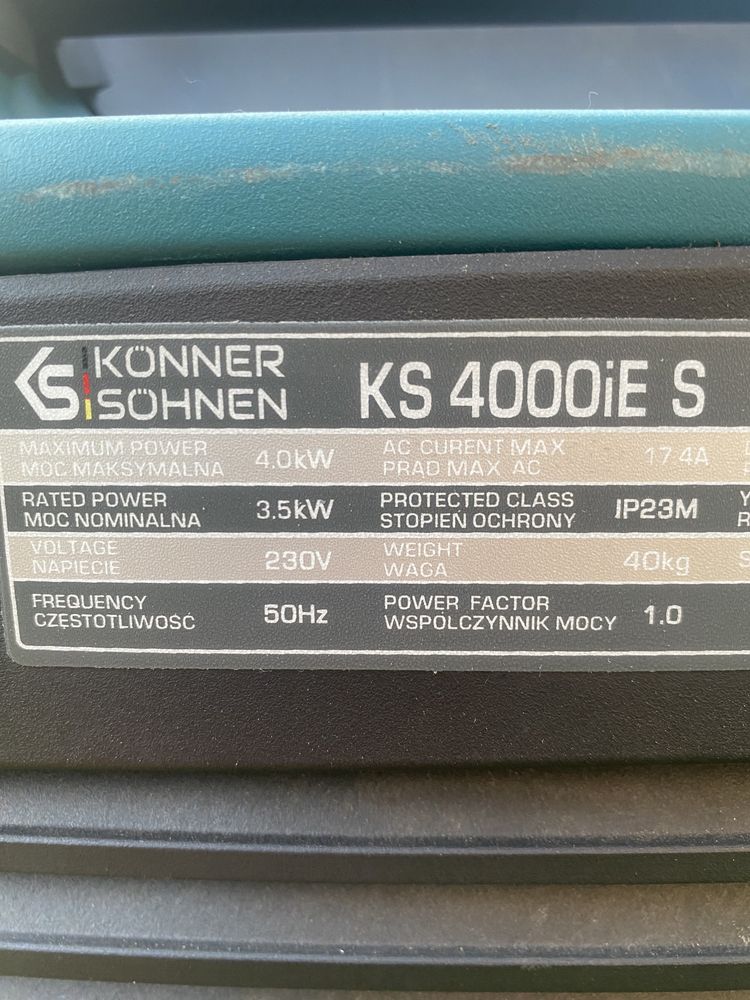 KS KÖNNER SÖHNEN KS 4000iE S
MAXIMUM POWER
MOC MAKSYMALNA 4.0kW
AC CURENT MAX
PRAD MAX AC 17.4A
RATED POWER
MOC NOMINALNA 3.5kW
PROTECTED CLASS
STOPIEŃ OCHRONY IP23M
VOLTAGE
NAPIECIE 230V
WEIGHT
WAGA 40kg
FREQUENCY
CZĘSTOTLIWOŚĆ 50Hz
POWER FACTOR
WSPÓLCZYNNIK MOCY 1.0